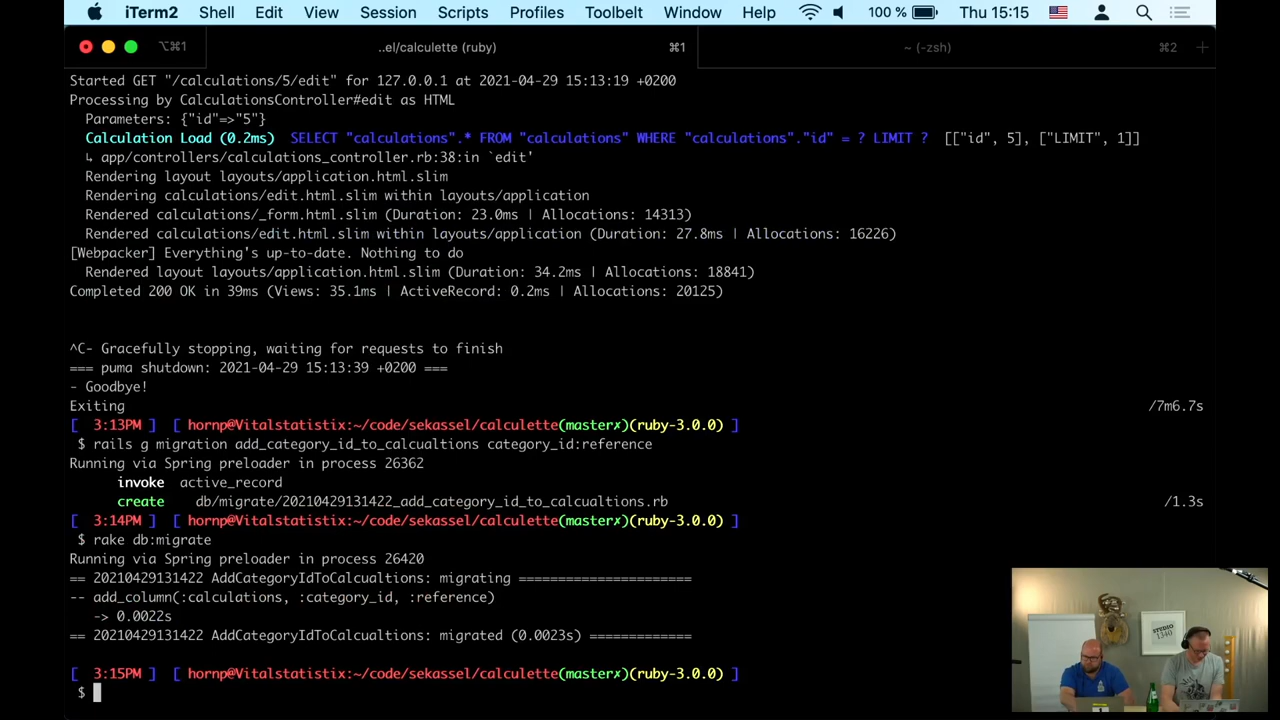 iTerm2 Shell Edit View Session Scripts Profiles Toolbelt Window Help 100 % Thu 15:15
⌥⌘1 ..el/calculette (ruby) ⌘1 ~ (-zsh) ⌘2 +
Started GET "/calculations/5/edit" for 127.0.0.1 at 2021-04-29 15:13:19 +0200
Processing by CalculationsController#edit as HTML
Parameters: {"id"=>"5"}
Calculation Load (0.2ms) SELECT "calculations".* FROM "calculations" WHERE "calculations"."id" = ? LIMIT ? [["id", 5], ["LIMIT", 1]]
↳ app/controllers/calculations_controller.rb:38:in `edit'
Rendering layout layouts/application.html.slim
Rendering calculations/edit.html.slim within layouts/application
Rendered calculations/_form.html.slim (Duration: 23.0ms | Allocations: 14313)
Rendered calculations/edit.html.slim within layouts/application (Duration: 27.8ms | Allocations: 16226)
[Webpacker] Everything's up-to-date. Nothing to do
Rendered layout layouts/application.html.slim (Duration: 34.2ms | Allocations: 18841)
Completed 200 OK in 39ms (Views: 35.1ms | ActiveRecord: 0.2ms | Allocations: 20125)
^C- Gracefully stopping, waiting for requests to finish
=== puma shutdown: 2021-04-29 15:13:39 +0200 ===
- Goodbye!
Exiting /7m6.7s
[ 3:13PM ] [ hornp@Vitalstatistix:~/code/sekassel/calculette(master✗)(ruby-3.0.0) ]
$ rails g migration add_category_id_to_calcualtions category_id:reference
Running via Spring preloader in process 26362
invoke active_record
create db/migrate/20210429131422_add_category_id_to_calcualtions.rb /1.3s
[ 3:14PM ] [ hornp@Vitalstatistix:~/code/sekassel/calculette(master✗)(ruby-3.0.0) ]
$ rake db:migrate
Running via Spring preloader in process 26420
== 20210429131422 AddCategoryIdToCalcualtions: migrating ======================
-- add_column(:calculations, :category_id, :reference)
-> 0.0022s
== 20210429131422 AddCategoryIdToCalcualtions: migrated (0.0023s) =============
[ 3:15PM ] [ hornp@Vitalstatistix:~/code/sekassel/calculette(master✗)(ruby-3.0.0) ]
$
STUDIO
1340